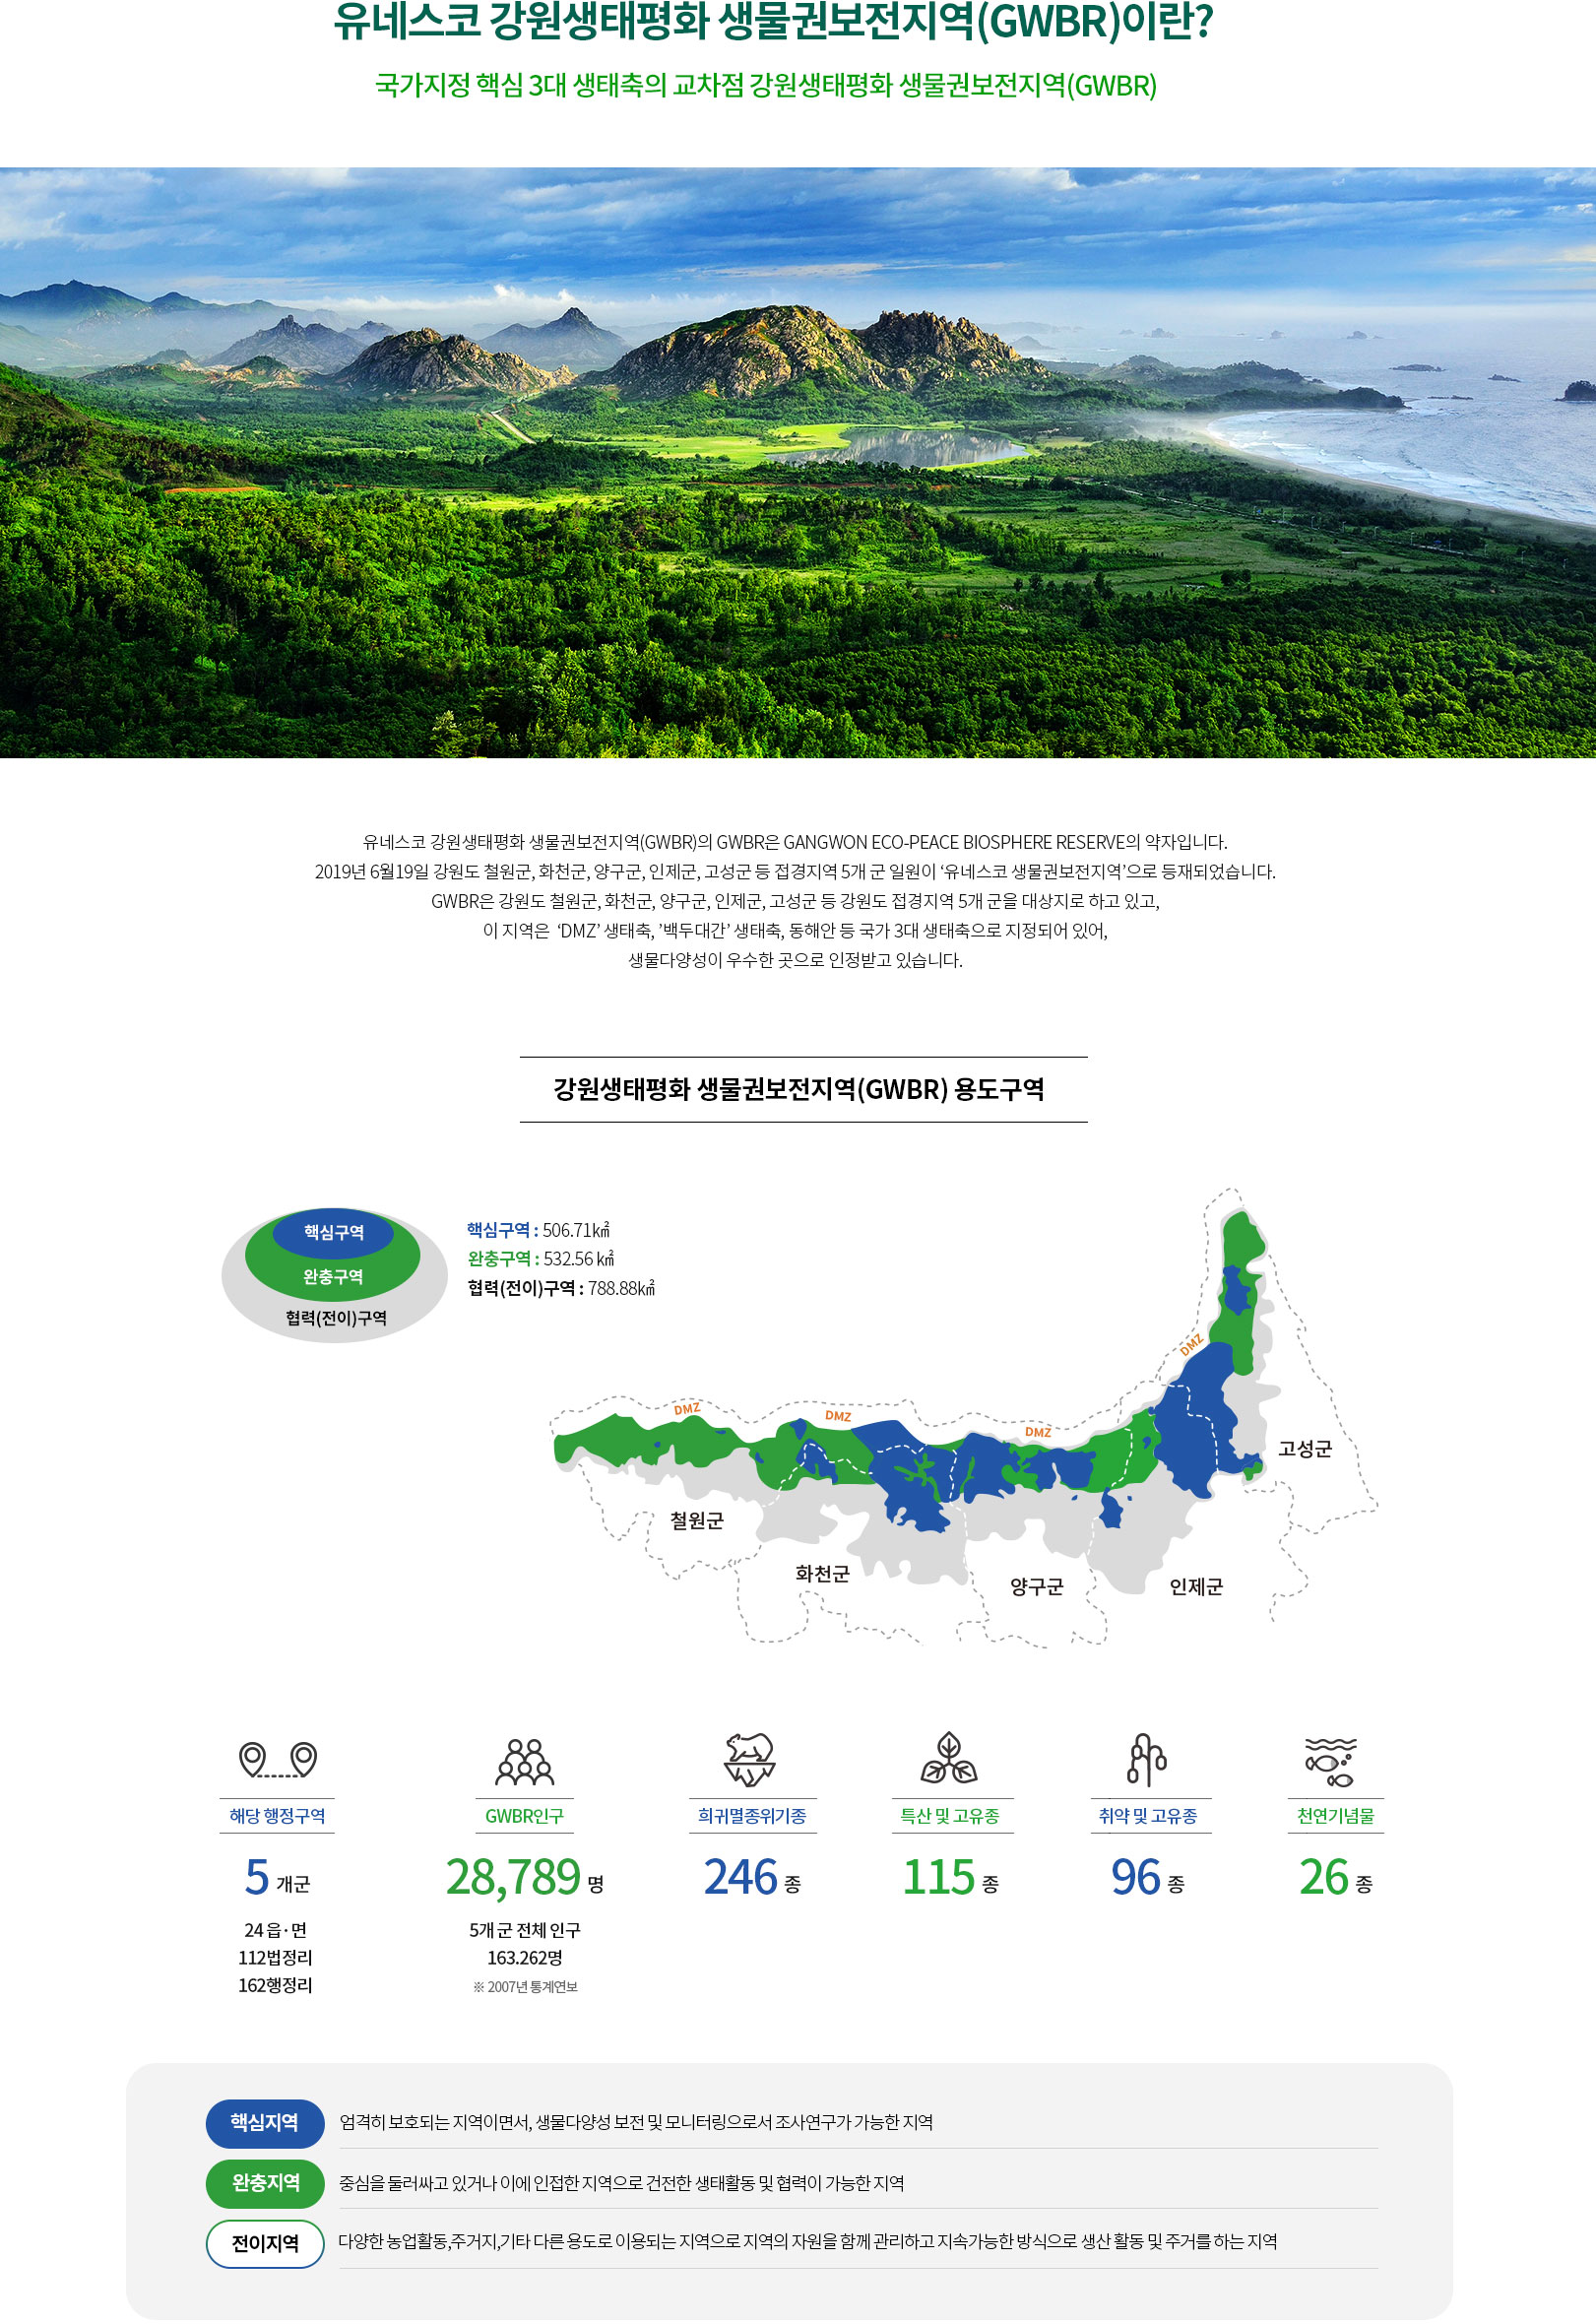 유네스코 강원생태평화 생물권보전지역(GWBR)이란?
국가지정 핵심 3대 생태축의 교차점 강원생태평화 생물권보전지역(GWBR)
유네스코 강원생태평화 생물권보전지역(GWBR)의 GWBR은 GANGWON ECO-PEACE BIOSPHERE RESERVE의 약자입니다.
2019년 6월19일 강원도 철원군, 화천군, 양구군, 인제군, 고성군 등 접경지역 5개 군 일원이 ‘유네스코 생물권보전지역’으로 등재되었습니다.
GWBR은 강원도 철원군, 화천군, 양구군, 인제군, 고성군 등 강원도 접경지역 5개 군을 대상지로 하고 있고,
이 지역은 ‘DMZ’ 생태축, ’백두대간’ 생태축, 동해안 등 국가 3대 생태축으로 지정되어 있어,
생물다양성이 우수한 곳으로 인정받고 있습니다.
강원생태평화 생물권보전지역(GWBR) 용도구역
핵심구역
완충구역
협력(전이)구역
핵심구역 : 506.71㎢
완충구역 : 532.56 ㎢
협력(전이)구역 : 788.88㎢
DMZ
DMZ
DMZ
DMZ
고성군
철원군
화천군
양구군
인제군
해당 행정구역
5 개군
24 읍·면
112법정리
162행정리
GWBR인구
28,789 명
5개 군 전체 인구
163.262명
※ 2007년 통계연보
희귀멸종위기종
246 종
특산 및 고유종
115 종
취약 및 고유종
96 종
천연기념물
26 종
핵심지역 엄격히 보호되는 지역이면서, 생물다양성 보전 및 모니터링으로서 조사연구가 가능한 지역
완충지역 중심을 둘러싸고 있거나 이에 인접한 지역으로 건전한 생태활동 및 협력이 가능한 지역
전이지역 다양한 농업활동,주거지,기타 다른 용도로 이용되는 지역으로 지역의 자원을 함께 관리하고 지속가능한 방식으로 생산 활동 및 주거를 하는 지역